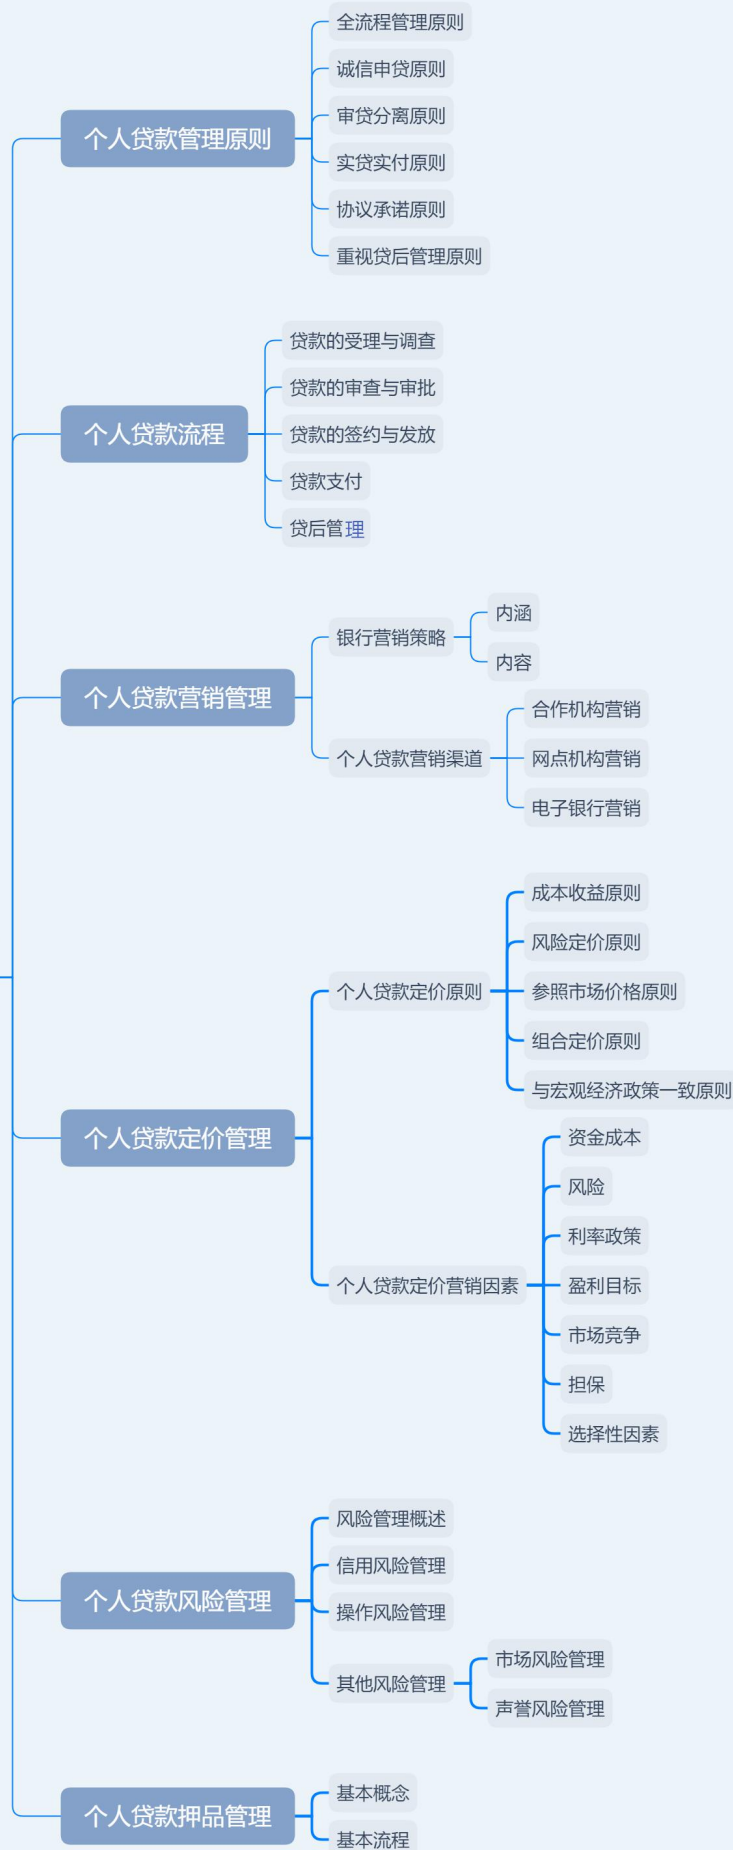 个人贷款管理原则
全流程管理原则
诚信申贷原则
审贷分离原则
实贷实付原则
协议承诺原则
重视贷后管理原则
个人贷款流程
贷款的受理与调查
贷款的审查与审批
贷款的签约与发放
贷款支付
贷后管理
个人贷款营销管理
银行营销策略
内涵
内容
个人贷款营销渠道
合作机构营销
网点机构营销
电子银行营销
个人贷款定价管理
个人贷款定价原则
成本收益原则
风险定价原则
参照市场价格原则
组合定价原则
与宏观经济政策一致原则
个人贷款定价营销因素
资金成本
风险
利率政策
盈利目标
市场竞争
担保
选择性因素
个人贷款风险管理
风险管理概述
信用风险管理
操作风险管理
其他风险管理
市场风险管理
声誉风险管理
个人贷款押品管理
基本概念
基本流程